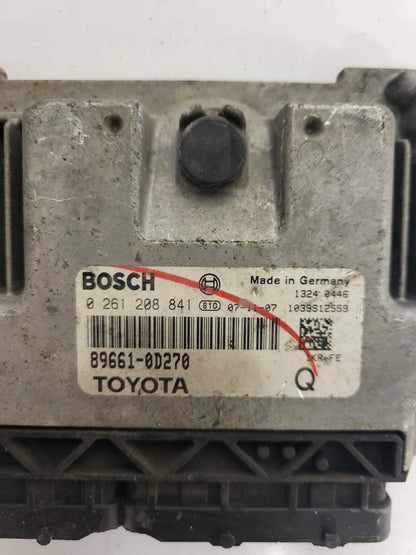 BOSCH Made in Germany
1324 0446
0 261 208 841 810 07-11-07 1039S12559
89661-0D270 1KR-FE
TOYOTA Q